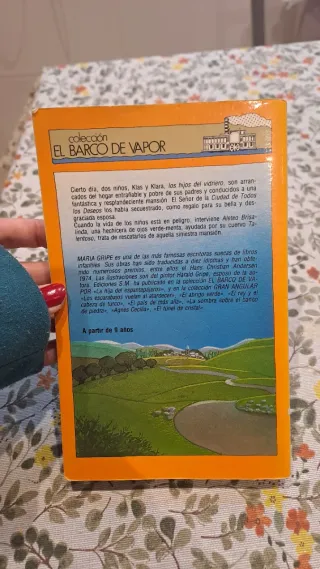 colección
EL BARCO DE VAPOR
Cierto día, dos niños, Klas y Klara, los hijos del vidriero, son arran-
cados del hogar entrañable y pobre de sus padres y conducidos a una
fantástica y resplandeciente mansión. El Señor de la Ciudad de Todos
los Deseos los había secuestrado, como regalo para su bella y des-
graciada esposa.
Cuando la vida de los niños está en peligro, interviene Aleteo Brisa-
linda, una hechicera de ojos verde-menta, ayudada por su cuervo Ta-
lentoso; trata de rescatarlos de aquella siniestra mansión.
MARIA GRIPE es una de las más famosas escritoras suecas de libros
infantiles. Sus obras han sido traducidas a diez idiomas y han obte-
nido numerosos premios, entre ellos el Hans Christian Andersen
1974. Las ilustraciones son del pintor Harald Gripe, esposo de la au-
tora. Ediciones S.M. ha publicado en la colección EL BARCO DE VA-
POR «La hija del espantapájaros», y en la colección GRAN ANGULAR
«Los escarabajos vuelan al atardecer», «El abrigo verde», «El rey y el
cabeza de turco», «El país de más allá», «La sombra sobre el banco
de piedra», «Agnes Cecilia», «El túnel de cristal».
A partir de 9 años